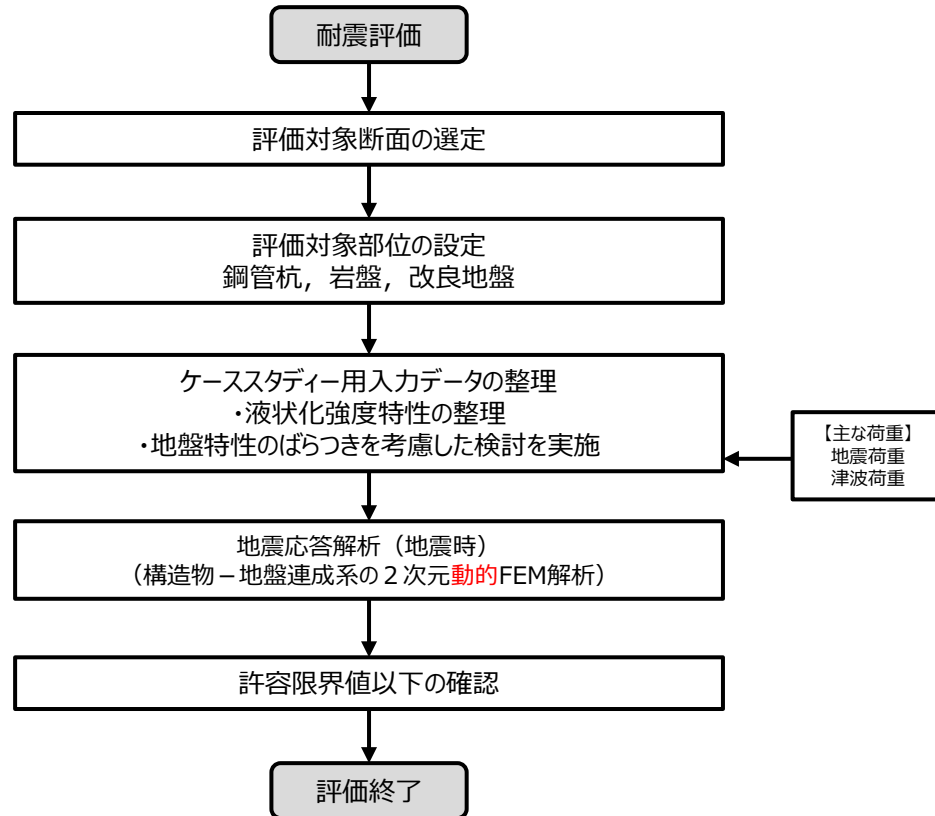 耐震評価
評価対象断面の選定
評価対象部位の設定
鋼管杭，岩盤，改良地盤
ケーススタディー用入力データの整理
・液状化強度特性の整理
・地盤特性のばらつきを考慮した検討を実施
【主な荷重】
地震荷重
津波荷重
地震応答解析（地震時）
（構造物－地盤連成系の２次元動的FEM解析）
許容限界値以下の確認
評価終了